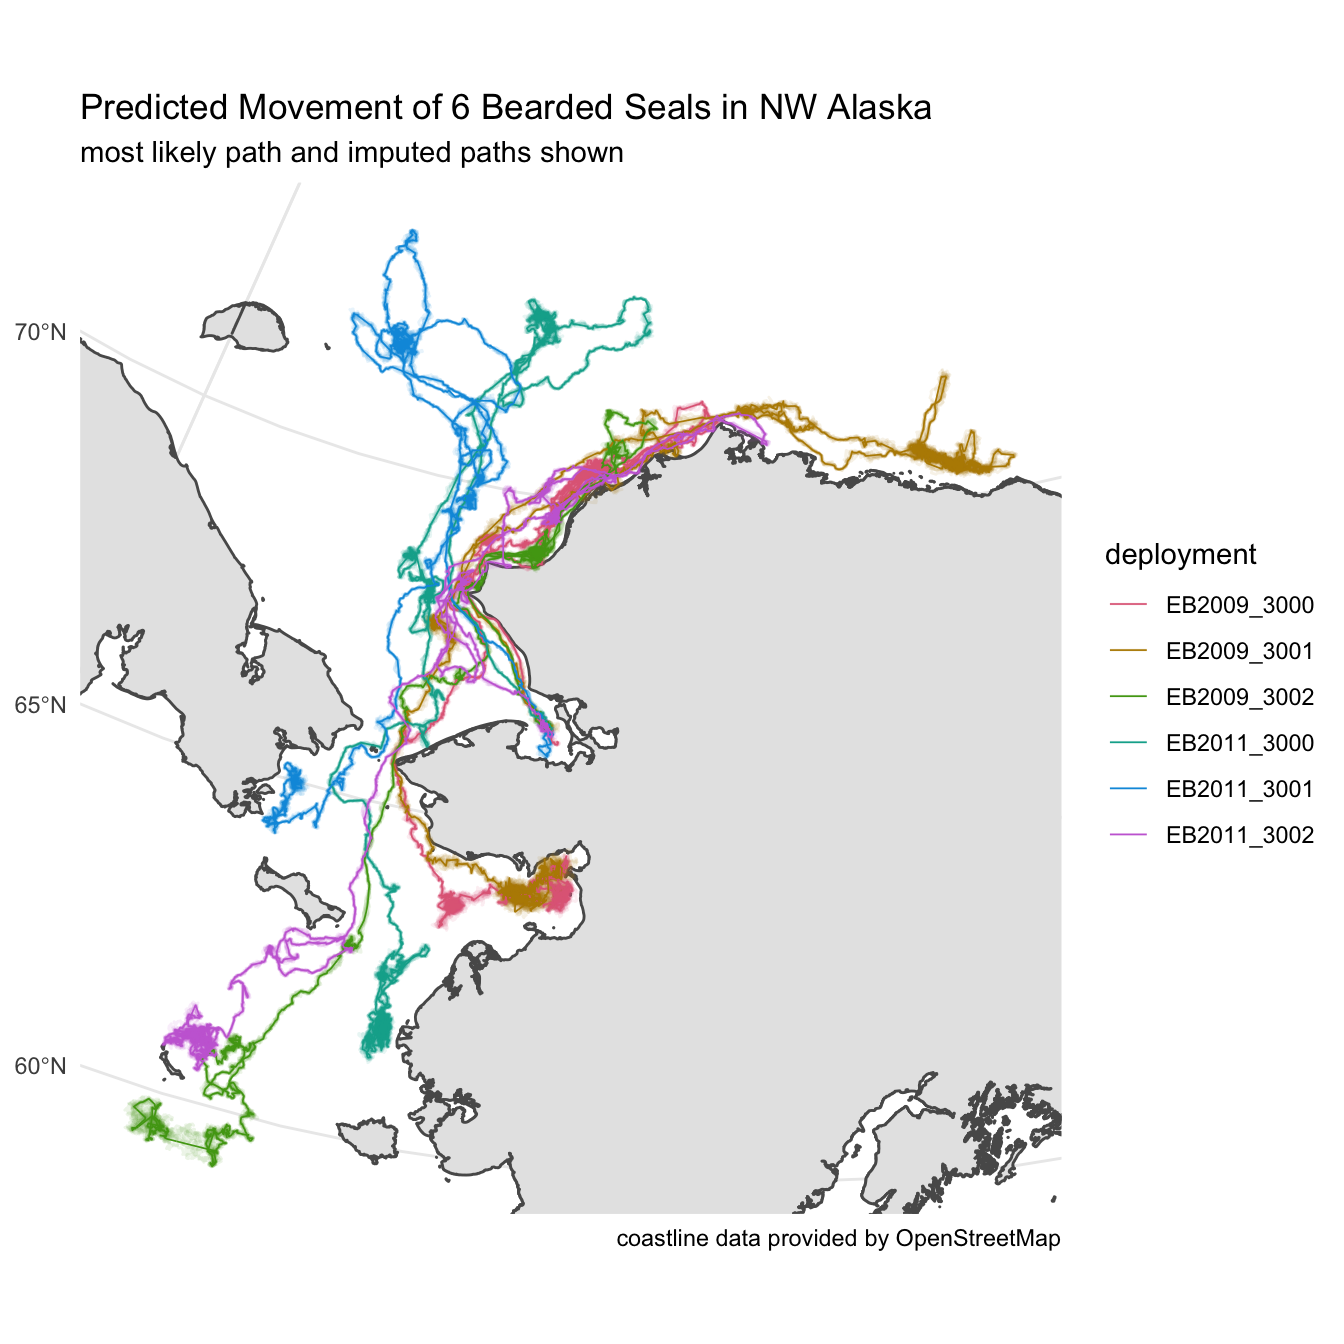 Predicted Movement of 6 Bearded Seals in NW Alaska
most likely path and imputed paths shown
70°N
65°N
60°N
deployment
EB2009_3000
EB2009_3001
EB2009_3002
EB2011_3000
EB2011_3001
EB2011_3002
coastline data provided by OpenStreetMap